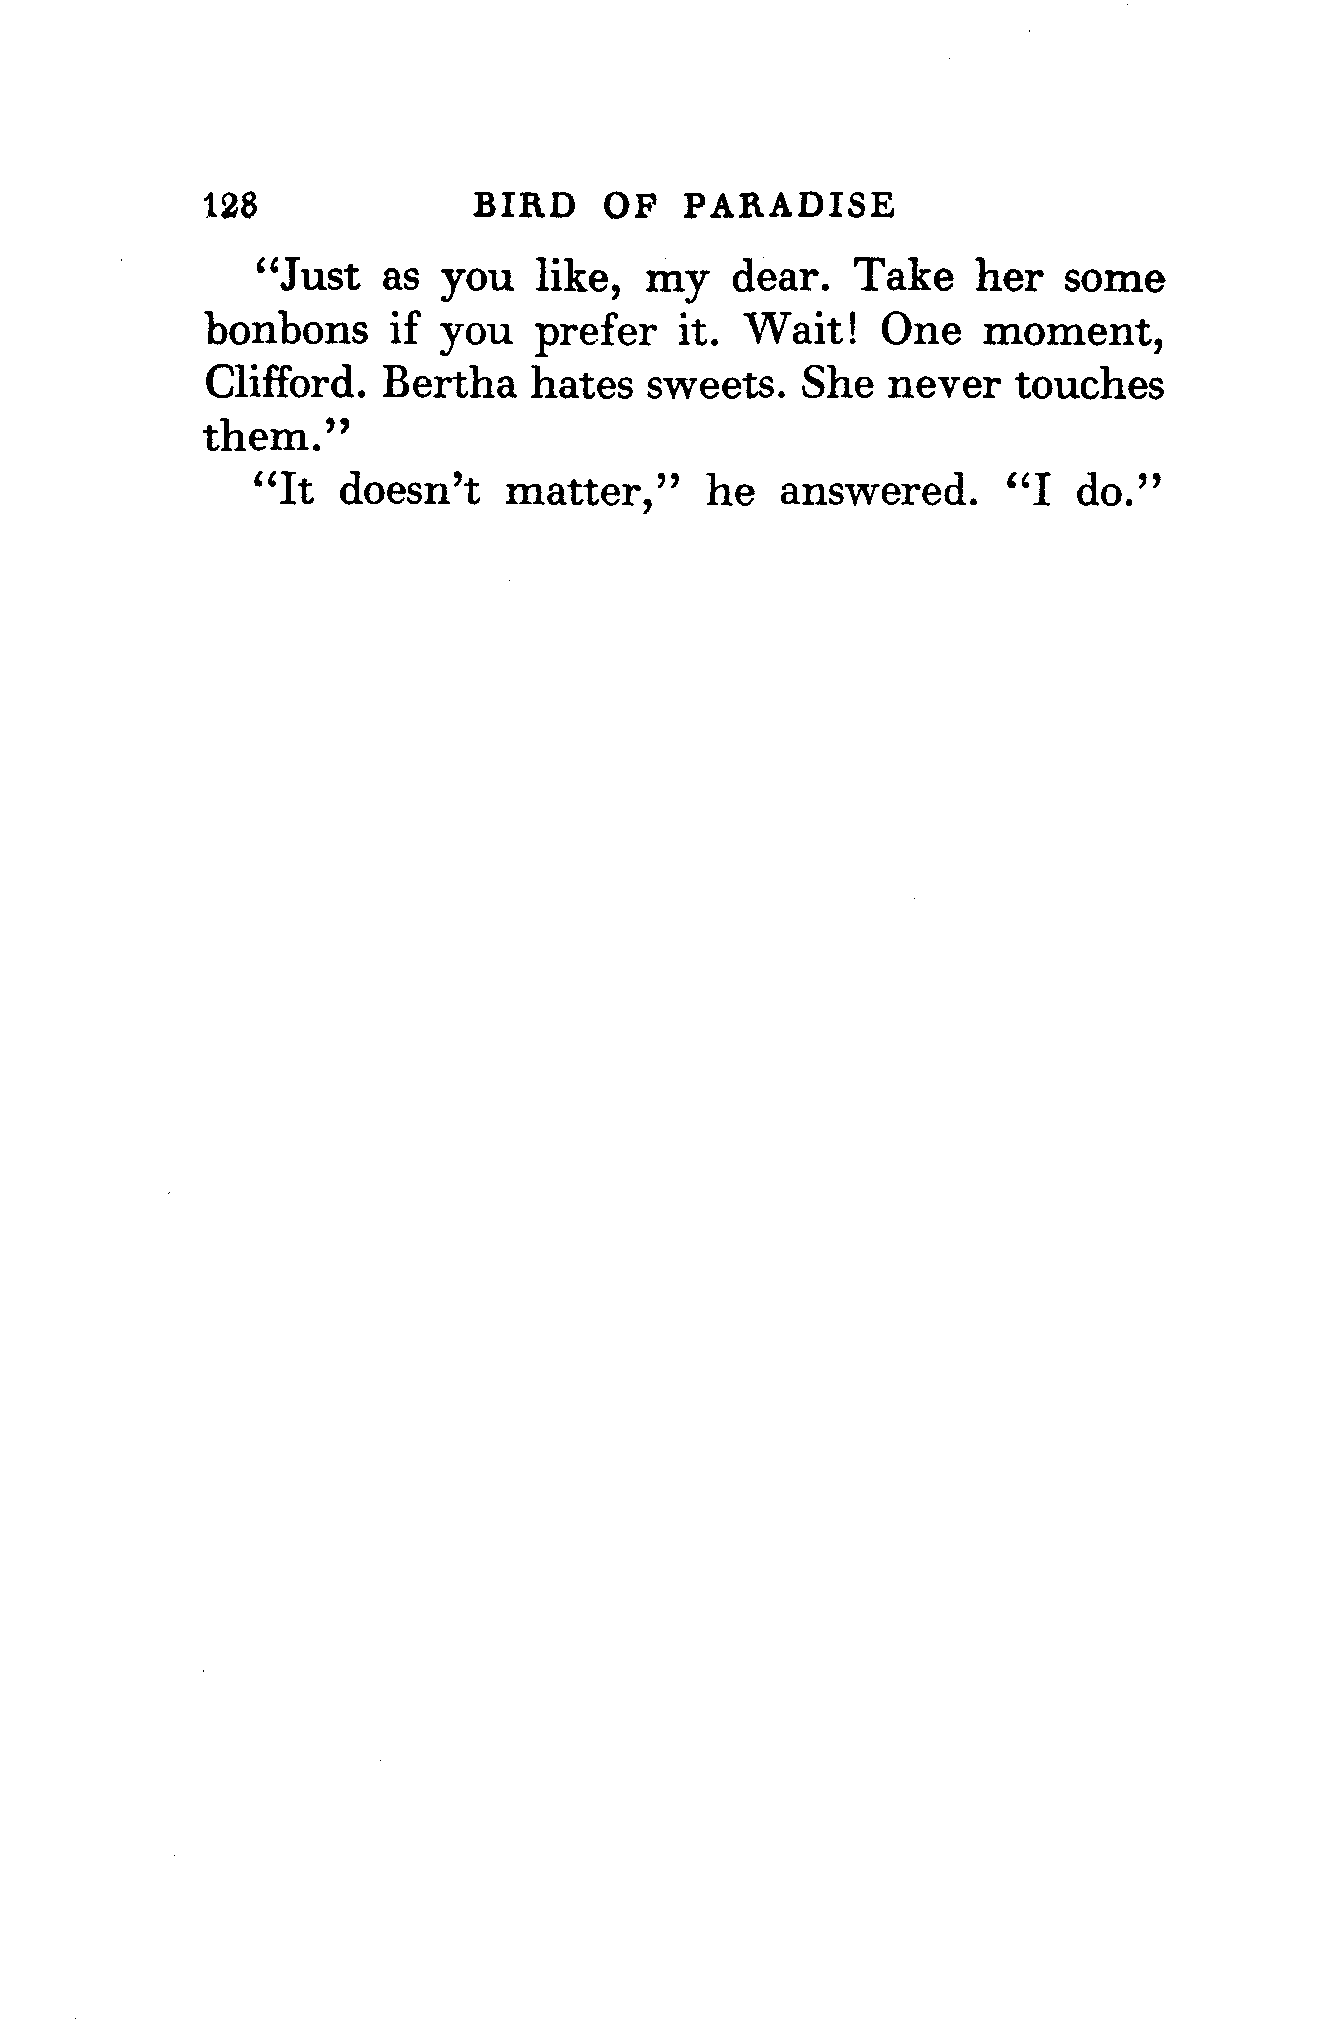 128 BIRD OF PARADISE
“Just as you like, my dear. Take her some
bonbons if you prefer it. Wait! One moment,
Clifford. Bertha hates sweets. She never touches
them.”
“It doesn’t matter,” he answered. “I do.”